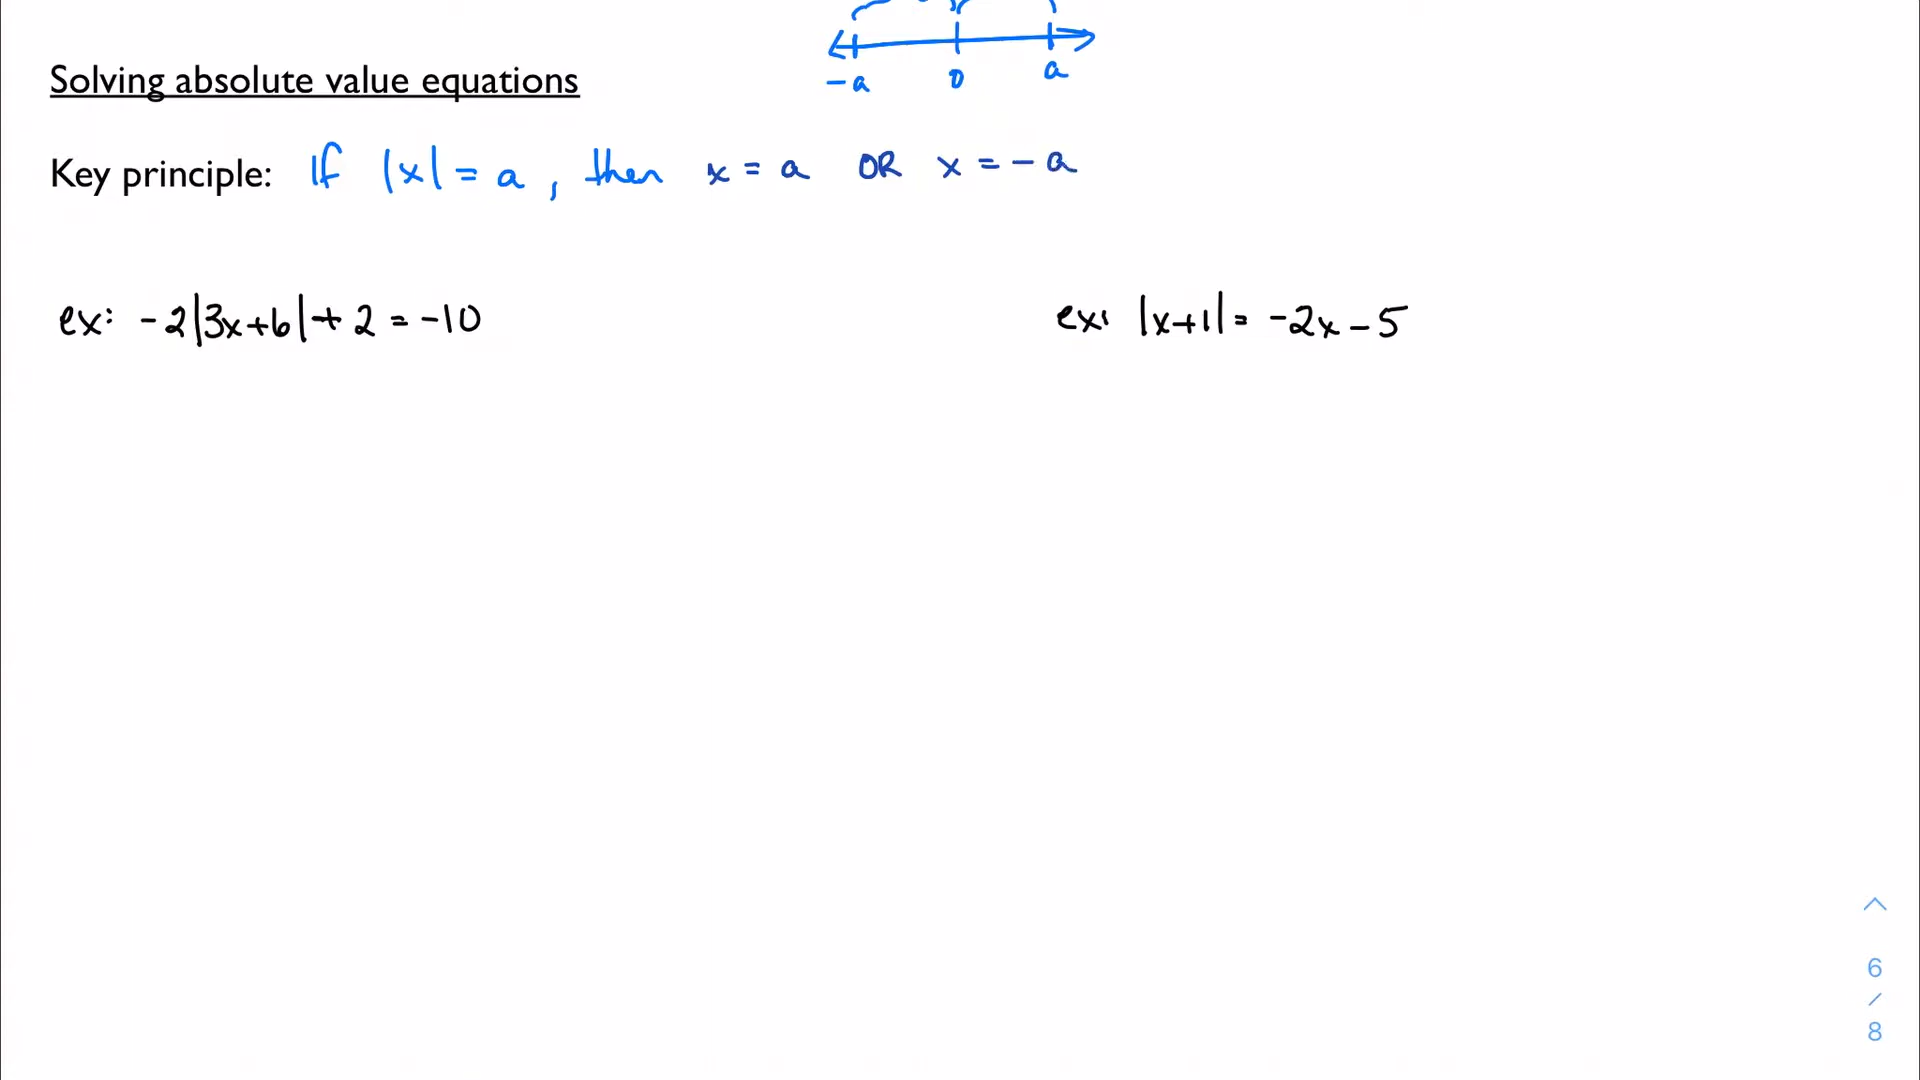 -a 0 a
Solving absolute value equations
Key principle: If |x| = a, then x = a OR x = -a
ex: -2|3x+6|+2 = -10
ex: |x+1| = -2x-5
6
/
8